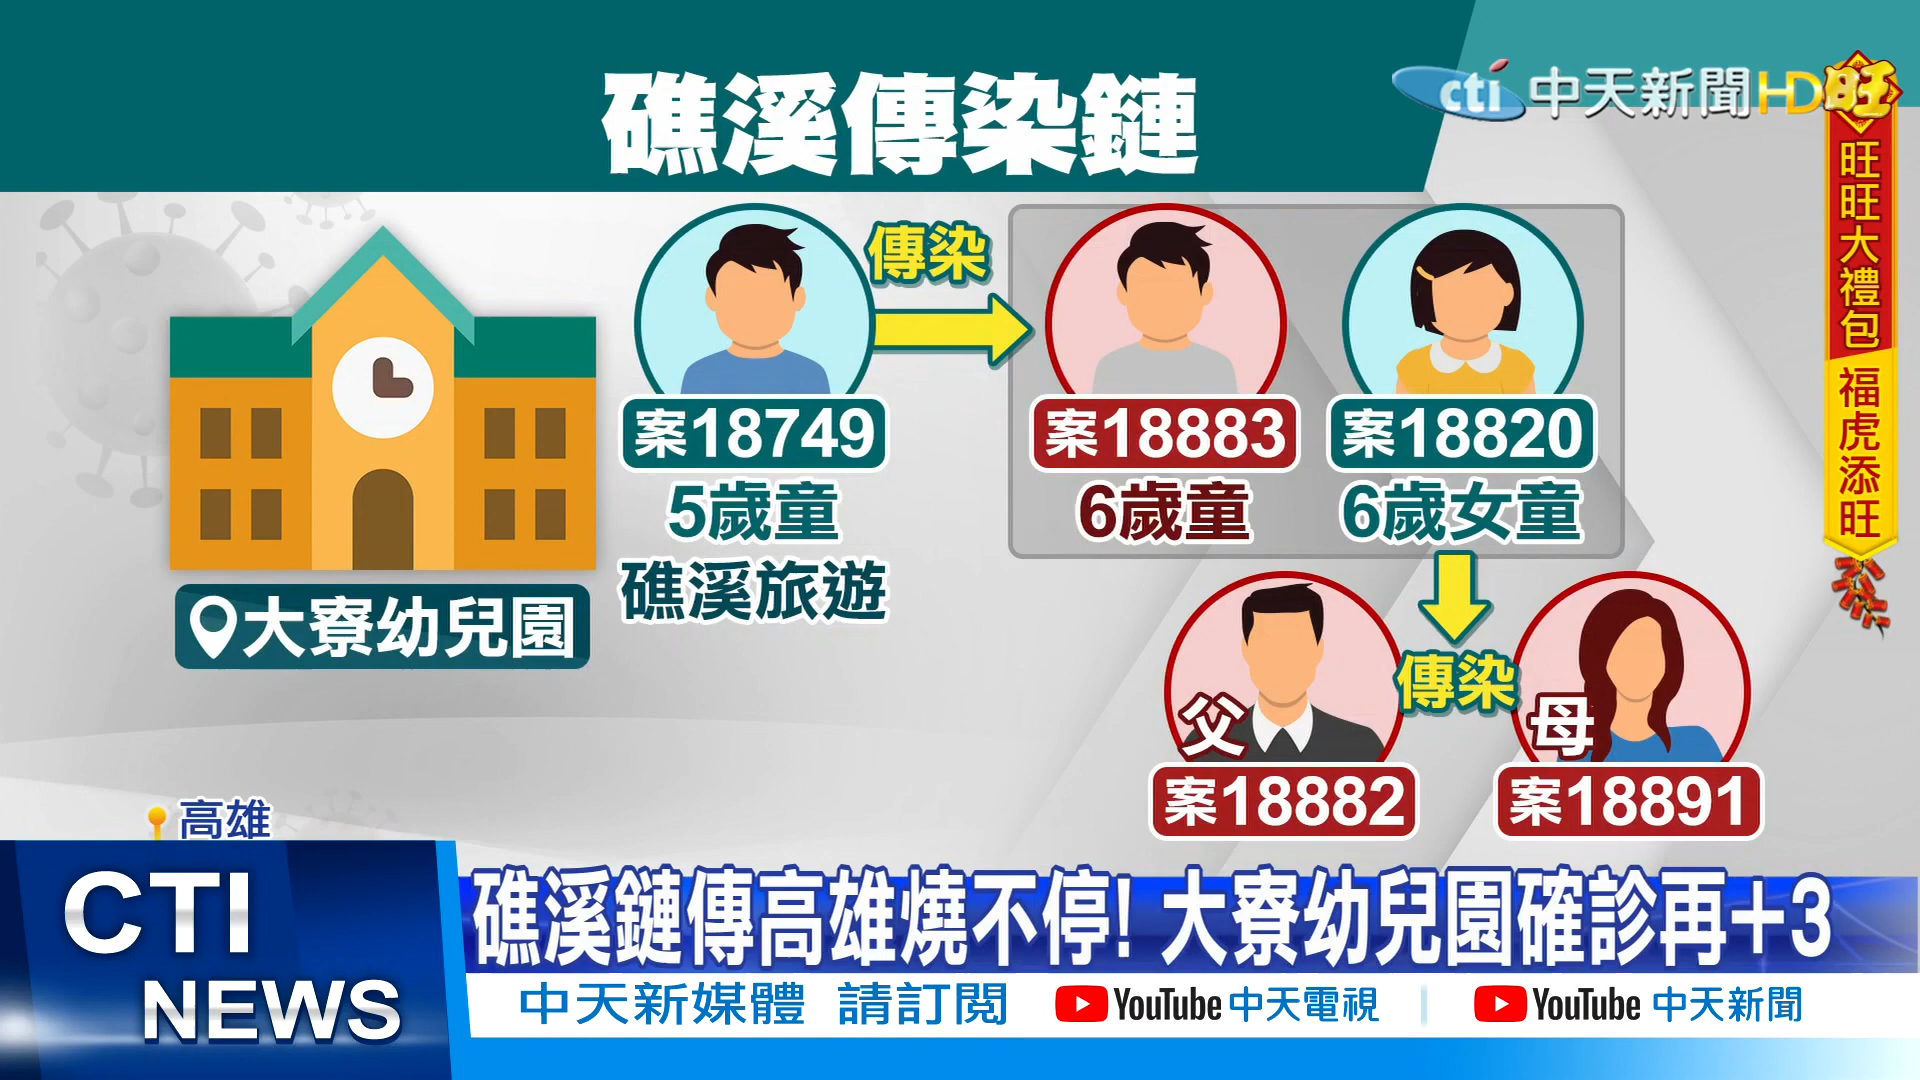 礁溪傳染鏈
cti 中天新聞HD
旺
旺旺大禮包
福虎添旺
傳染
案18749
5歲童
礁溪旅遊
案18883
6歲童
案18820
6歲女童
大寮幼兒園
傳染
父
案18882
母
案18891
高雄
CTI
NEWS
礁溪鏈傳高雄燒不停! 大寮幼兒園確診再+3
中天新媒體 請訂閱 YouTube 中天電視 | YouTube 中天新聞